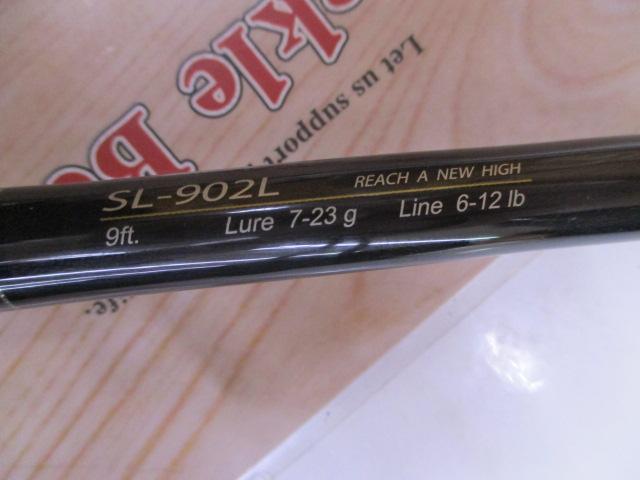 SL-902L REACH A NEW HIGH
9ft. Lure 7-23 g Line 6-12 lb
Let us support